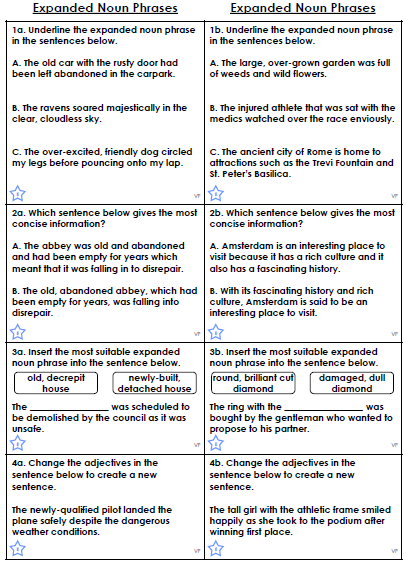 Expanded Noun Phrases
Expanded Noun Phrases
1a. Underline the expanded noun phrase
in the sentences below.
A. The old car with the rusty door had
been left abandoned in the carpark.
B. The ravens soared majestically in the
clear, cloudless sky.
C. The over-excited, friendly dog circled
my legs before pouncing onto my lap.
VF
1b. Underline the expanded noun phrase
in the sentences below.
A. The large, over-grown garden was full
of weeds and wild flowers.
B. The injured athlete that was sat with the
medics watched over the race enviously.
C. The ancient city of Rome is home to
attractions such as the Trevi Fountain and
St. Peter's Basilica.
VF
2a. Which sentence below gives the most
concise information?
A. The abbey was old and abandoned
and had been empty for years which
meant that it was falling in to disrepair.
B. The old, abandoned abbey, which had
been empty for years, was falling into
disrepair.
VF
2b. Which sentence below gives the most
concise information?
A. Amsterdam is an interesting place to
visit because it has a rich culture and it
also has a fascinating history.
B. With its fascinating history and rich
culture, Amsterdam is said to be an
interesting place to visit.
VF
3a. Insert the most suitable expanded
noun phrase into the sentence below.
old, decrepit
house
newly-built,
detached house
The ______________ was scheduled to
be demolished by the council as it was
unsafe.
VF
3b. Insert the most suitable expanded
noun phrase into the sentence below.
round, brilliant cut
diamond
damaged, dull
diamond
The ring with the ______________ was
bought by the gentleman who wanted to
propose to his partner.
VF
4a. Change the adjectives in the
sentence below to create a new
sentence.
The newly-qualified pilot landed the
plane safely despite the dangerous
weather conditions.
VF
4b. Change the adjectives in the
sentence below to create a new
sentence.
The tall girl with the athletic frame smiled
happily as she took to the podium after
winning first place.
VF